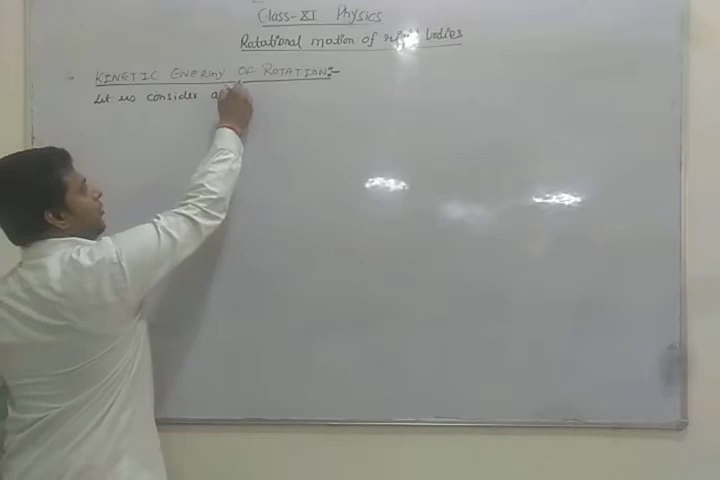 Class-XI Physics
Rotational motion of rigid bodies
KINETIC ENERGY OF ROTATION:-
Let us consider a